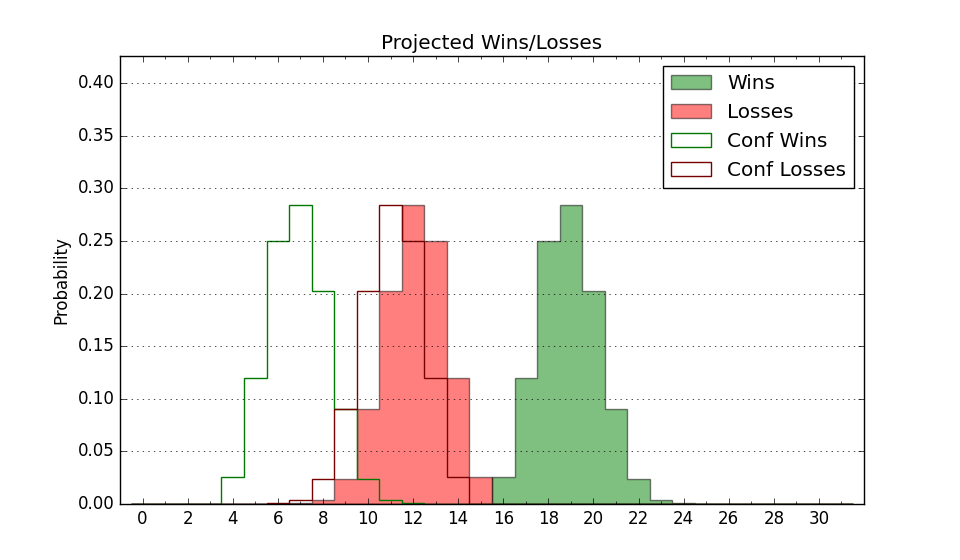 Projected Wins/Losses
Probability
0.40
0.35
0.30
0.25
0.20
0.15
0.10
0.05
0.00
0 2 4 6 8 10 12 14 16 18 20 22 24 26 28 30
Wins
Losses
Conf Wins
Conf Losses